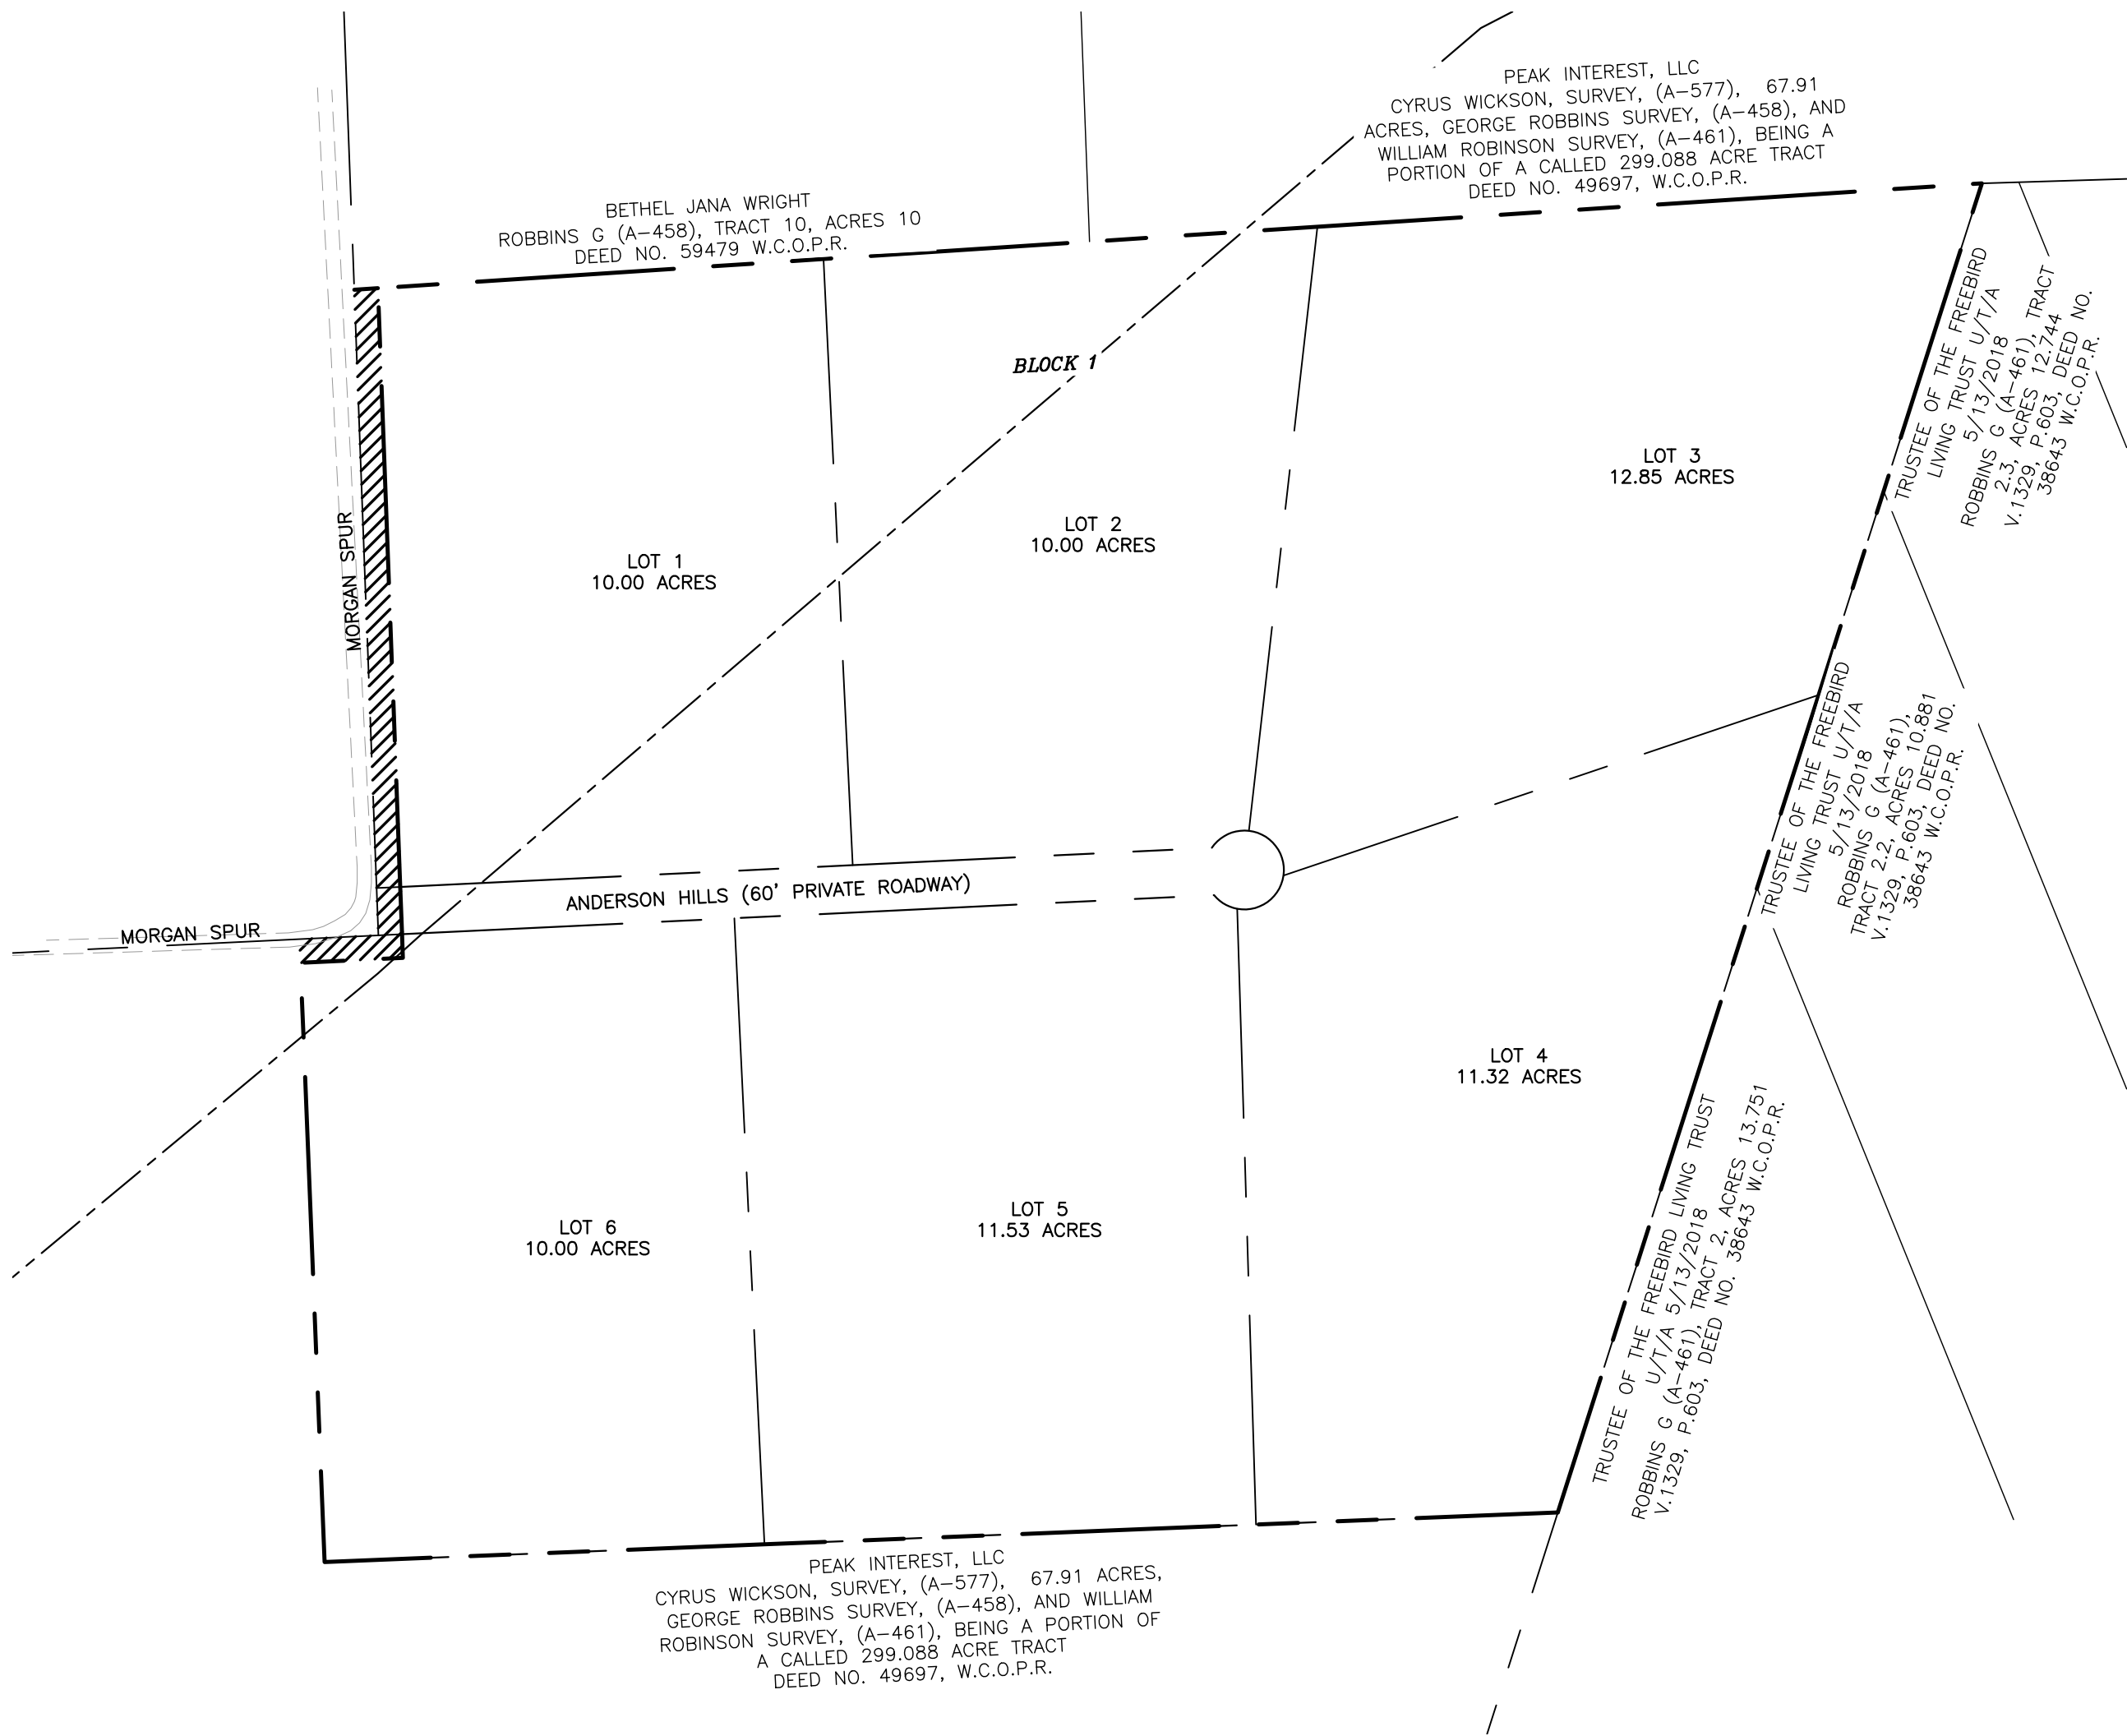 PEAK INTEREST, LLC
CYRUS WICKSON, SURVEY, (A-577), 67.91
ACRES, GEORGE ROBBINS SURVEY, (A-458), AND
WILLIAM ROBINSON SURVEY, (A-461), BEING A
PORTION OF A CALLED 299.088 ACRE TRACT
DEED NO. 49697, W.C.O.P.R.
BETHEL JANA WRIGHT
ROBBINS G (A-458), TRACT 10, ACRES 10
DEED NO. 59479 W.C.O.P.R.
TRUSTEE OF THE FREEBIRD
LIVING TRUST U/T/A
5/13/2018
ROBBINS G (A-461), TRACT
2.3, ACRES 12.744
V.1329, P.603, DEED NO.
38643 W.C.O.P.R.
BLOCK 1
LOT 3
12.85 ACRES
LOT 2
10.00 ACRES
LOT 1
10.00 ACRES
MORGAN SPUR
TRUSTEE OF THE FREEBIRD
LIVING TRUST U/T/A
5/13/2018
ROBBINS G (A-461),
TRACT 2.2, ACRES 10.881
V.1329, P.603, DEED NO.
38643 W.C.O.P.R.
ANDERSON HILLS (60' PRIVATE ROADWAY)
MORGAN SPUR
LOT 4
11.32 ACRES
LOT 5
11.53 ACRES
LOT 6
10.00 ACRES
TRUSTEE OF THE FREEBIRD LIVING TRUST
U/T/A 5/13/2018
ROBBINS G (A-461), TRACT 2, ACRES 13.751
V.1329, P.603, DEED NO. 38643 W.C.O.P.R.
PEAK INTEREST, LLC
CYRUS WICKSON, SURVEY, (A-577), 67.91 ACRES,
GEORGE ROBBINS SURVEY, (A-458), AND WILLIAM
ROBINSON SURVEY, (A-461), BEING A PORTION OF
A CALLED 299.088 ACRE TRACT
DEED NO. 49697, W.C.O.P.R.